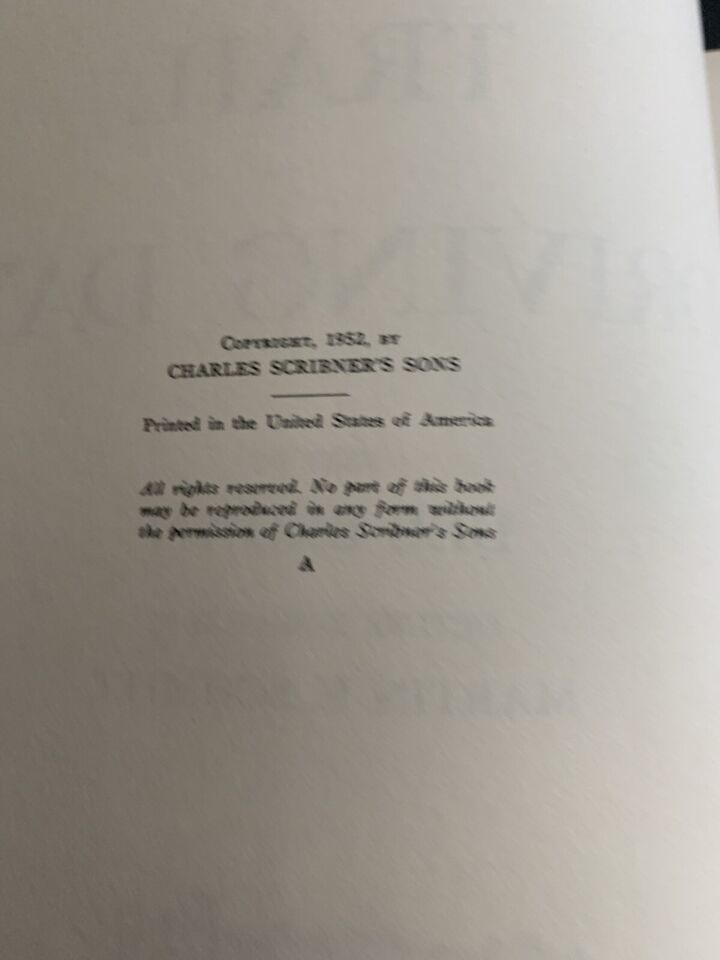 COPYRIGHT, 1952, BY
CHARLES SCRIBNER'S SONS
Printed in the United States of America
All rights reserved. No part of this book
may be reproduced in any form without
the permission of Charles Scribner's Sons
A